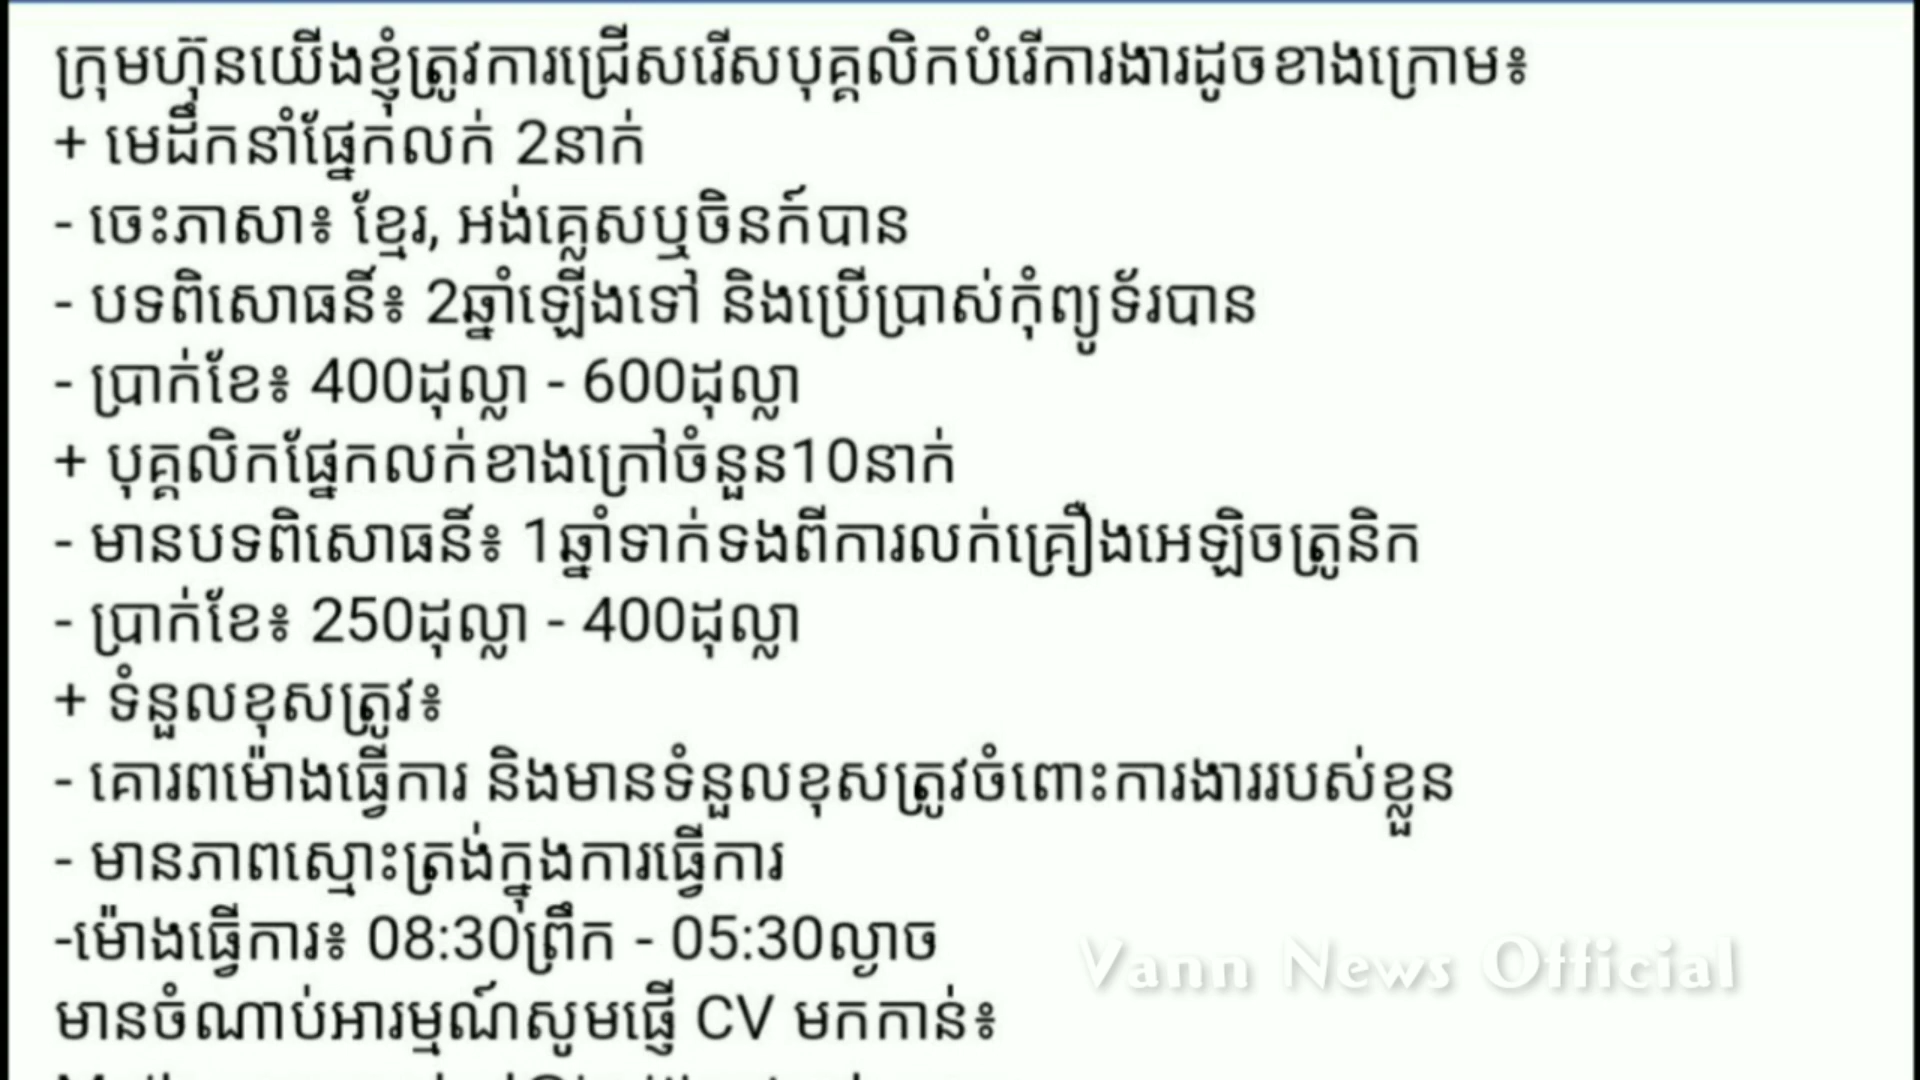 ក្រុមហ៊ុនយើងខ្ញុំត្រូវការជ្រើសរើសបុគ្គលិកបំរើការងារដូចខាងក្រោម៖
+ មេដឹកនាំផ្នែកលក់ 2នាក់
- ចេះភាសា៖ ខ្មែរ, អង់គ្លេសឬចិនក៍បាន
- បទពិសោធន៏៖ 2ឆ្នាំឡើងទៅ និងប្រើប្រាស់កុំព្យូទ័របាន
- ប្រាក់ខែ៖ 400ដុល្លា - 600ដុល្លា
+ បុគ្គលិកផ្នែកលក់ខាងក្រៅចំនួន10នាក់
- មានបទពិសោធន៏៖ 1ឆ្នាំទាក់ទងពីការលក់គ្រឿងអេឡិចត្រូនិក
- ប្រាក់ខែ៖ 250ដុល្លា - 400ដុល្លា
+ ទំនួលខុសត្រូវ៖
- គោរពម៉ោងធ្វើការ និងមានទំនួលខុសត្រូវចំពោះការងាររបស់ខ្លួន
- មានភាពស្មោះត្រង់ក្នុងការធ្វើការ
-ម៉ោងធ្វើការ៖ 08:30ព្រឹក - 05:30ល្ងាច
មានចំណាប់អារម្មណ៍សូមផ្ញើ CV មកកាន់៖
Vann News Official